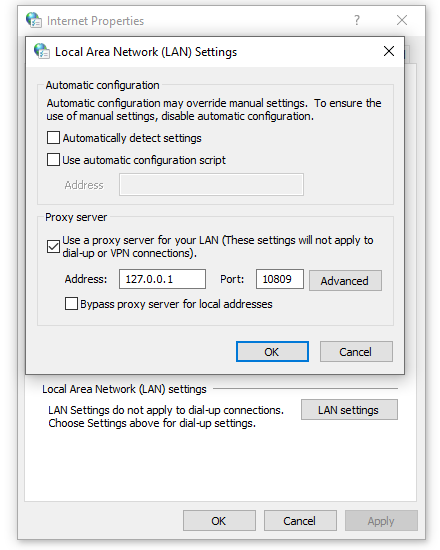 Internet Properties
Local Area Network (LAN) Settings
Automatic configuration
Automatic configuration may override manual settings. To ensure the
use of manual settings, disable automatic configuration.
Automatically detect settings
Use automatic configuration script
Address
Proxy server
Use a proxy server for your LAN (These settings will not apply to
dial-up or VPN connections).
Address: 127.0.0.1 Port: 10809 Advanced
Bypass proxy server for local addresses
OK Cancel
Local Area Network (LAN) settings
LAN Settings do not apply to dial-up connections. LAN settings
Choose Settings above for dial-up settings.
OK Cancel Apply